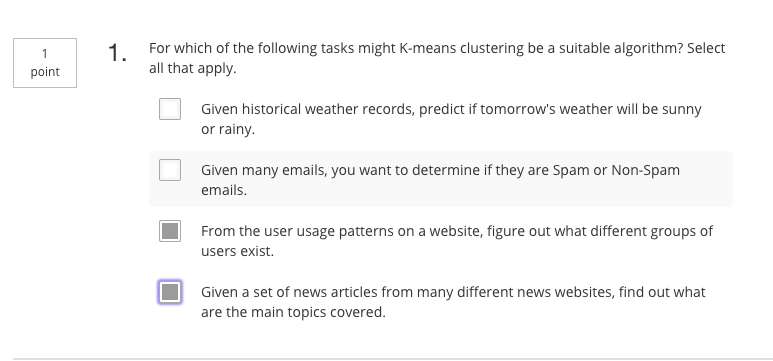 1
point
1.
For which of the following tasks might K-means clustering be a suitable algorithm? Select
all that apply.
Given historical weather records, predict if tomorrow's weather will be sunny
or rainy.
Given many emails, you want to determine if they are Spam or Non-Spam
emails.
From the user usage patterns on a website, figure out what different groups of
users exist.
Given a set of news articles from many different news websites, find out what
are the main topics covered.